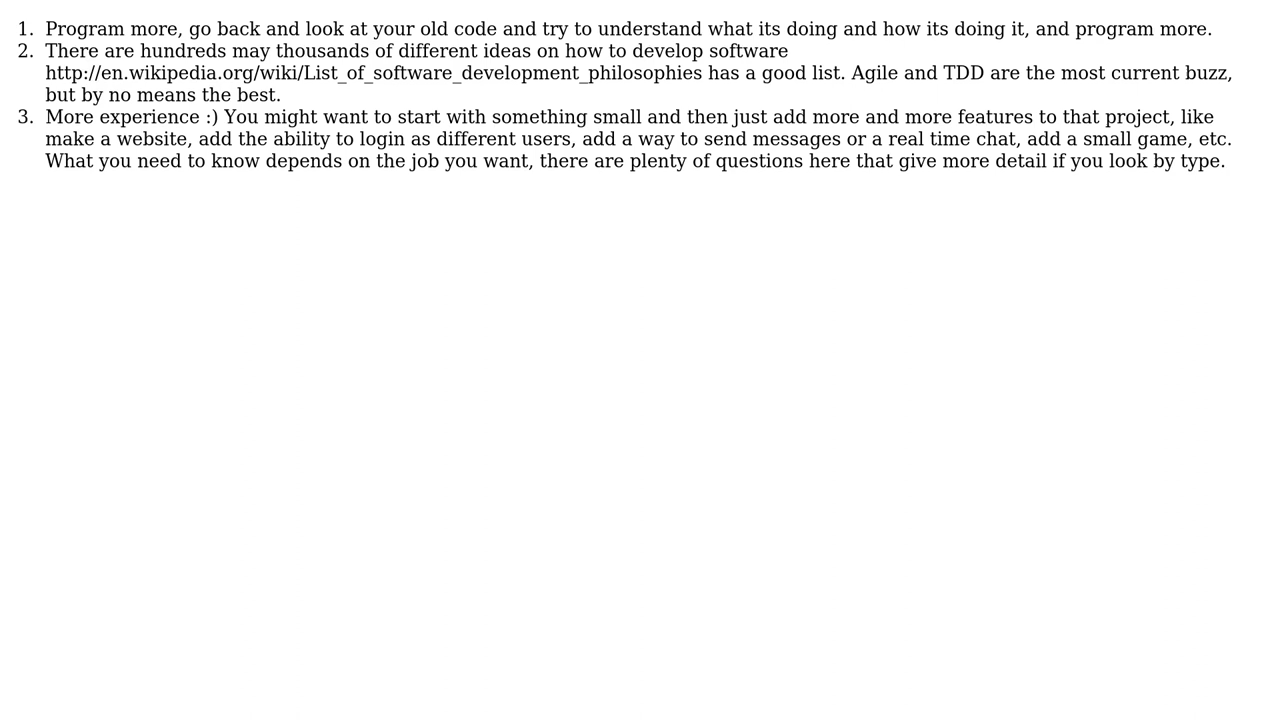 1. Program more, go back and look at your old code and try to understand what its doing and how its doing it, and program more.
2. There are hundreds may thousands of different ideas on how to develop software
http://en.wikipedia.org/wiki/List_of_software_development_philosophies has a good list. Agile and TDD are the most current buzz,
but by no means the best.
3. More experience :) You might want to start with something small and then just add more and more features to that project, like
make a website, add the ability to login as different users, add a way to send messages or a real time chat, add a small game, etc.
What you need to know depends on the job you want, there are plenty of questions here that give more detail if you look by type.